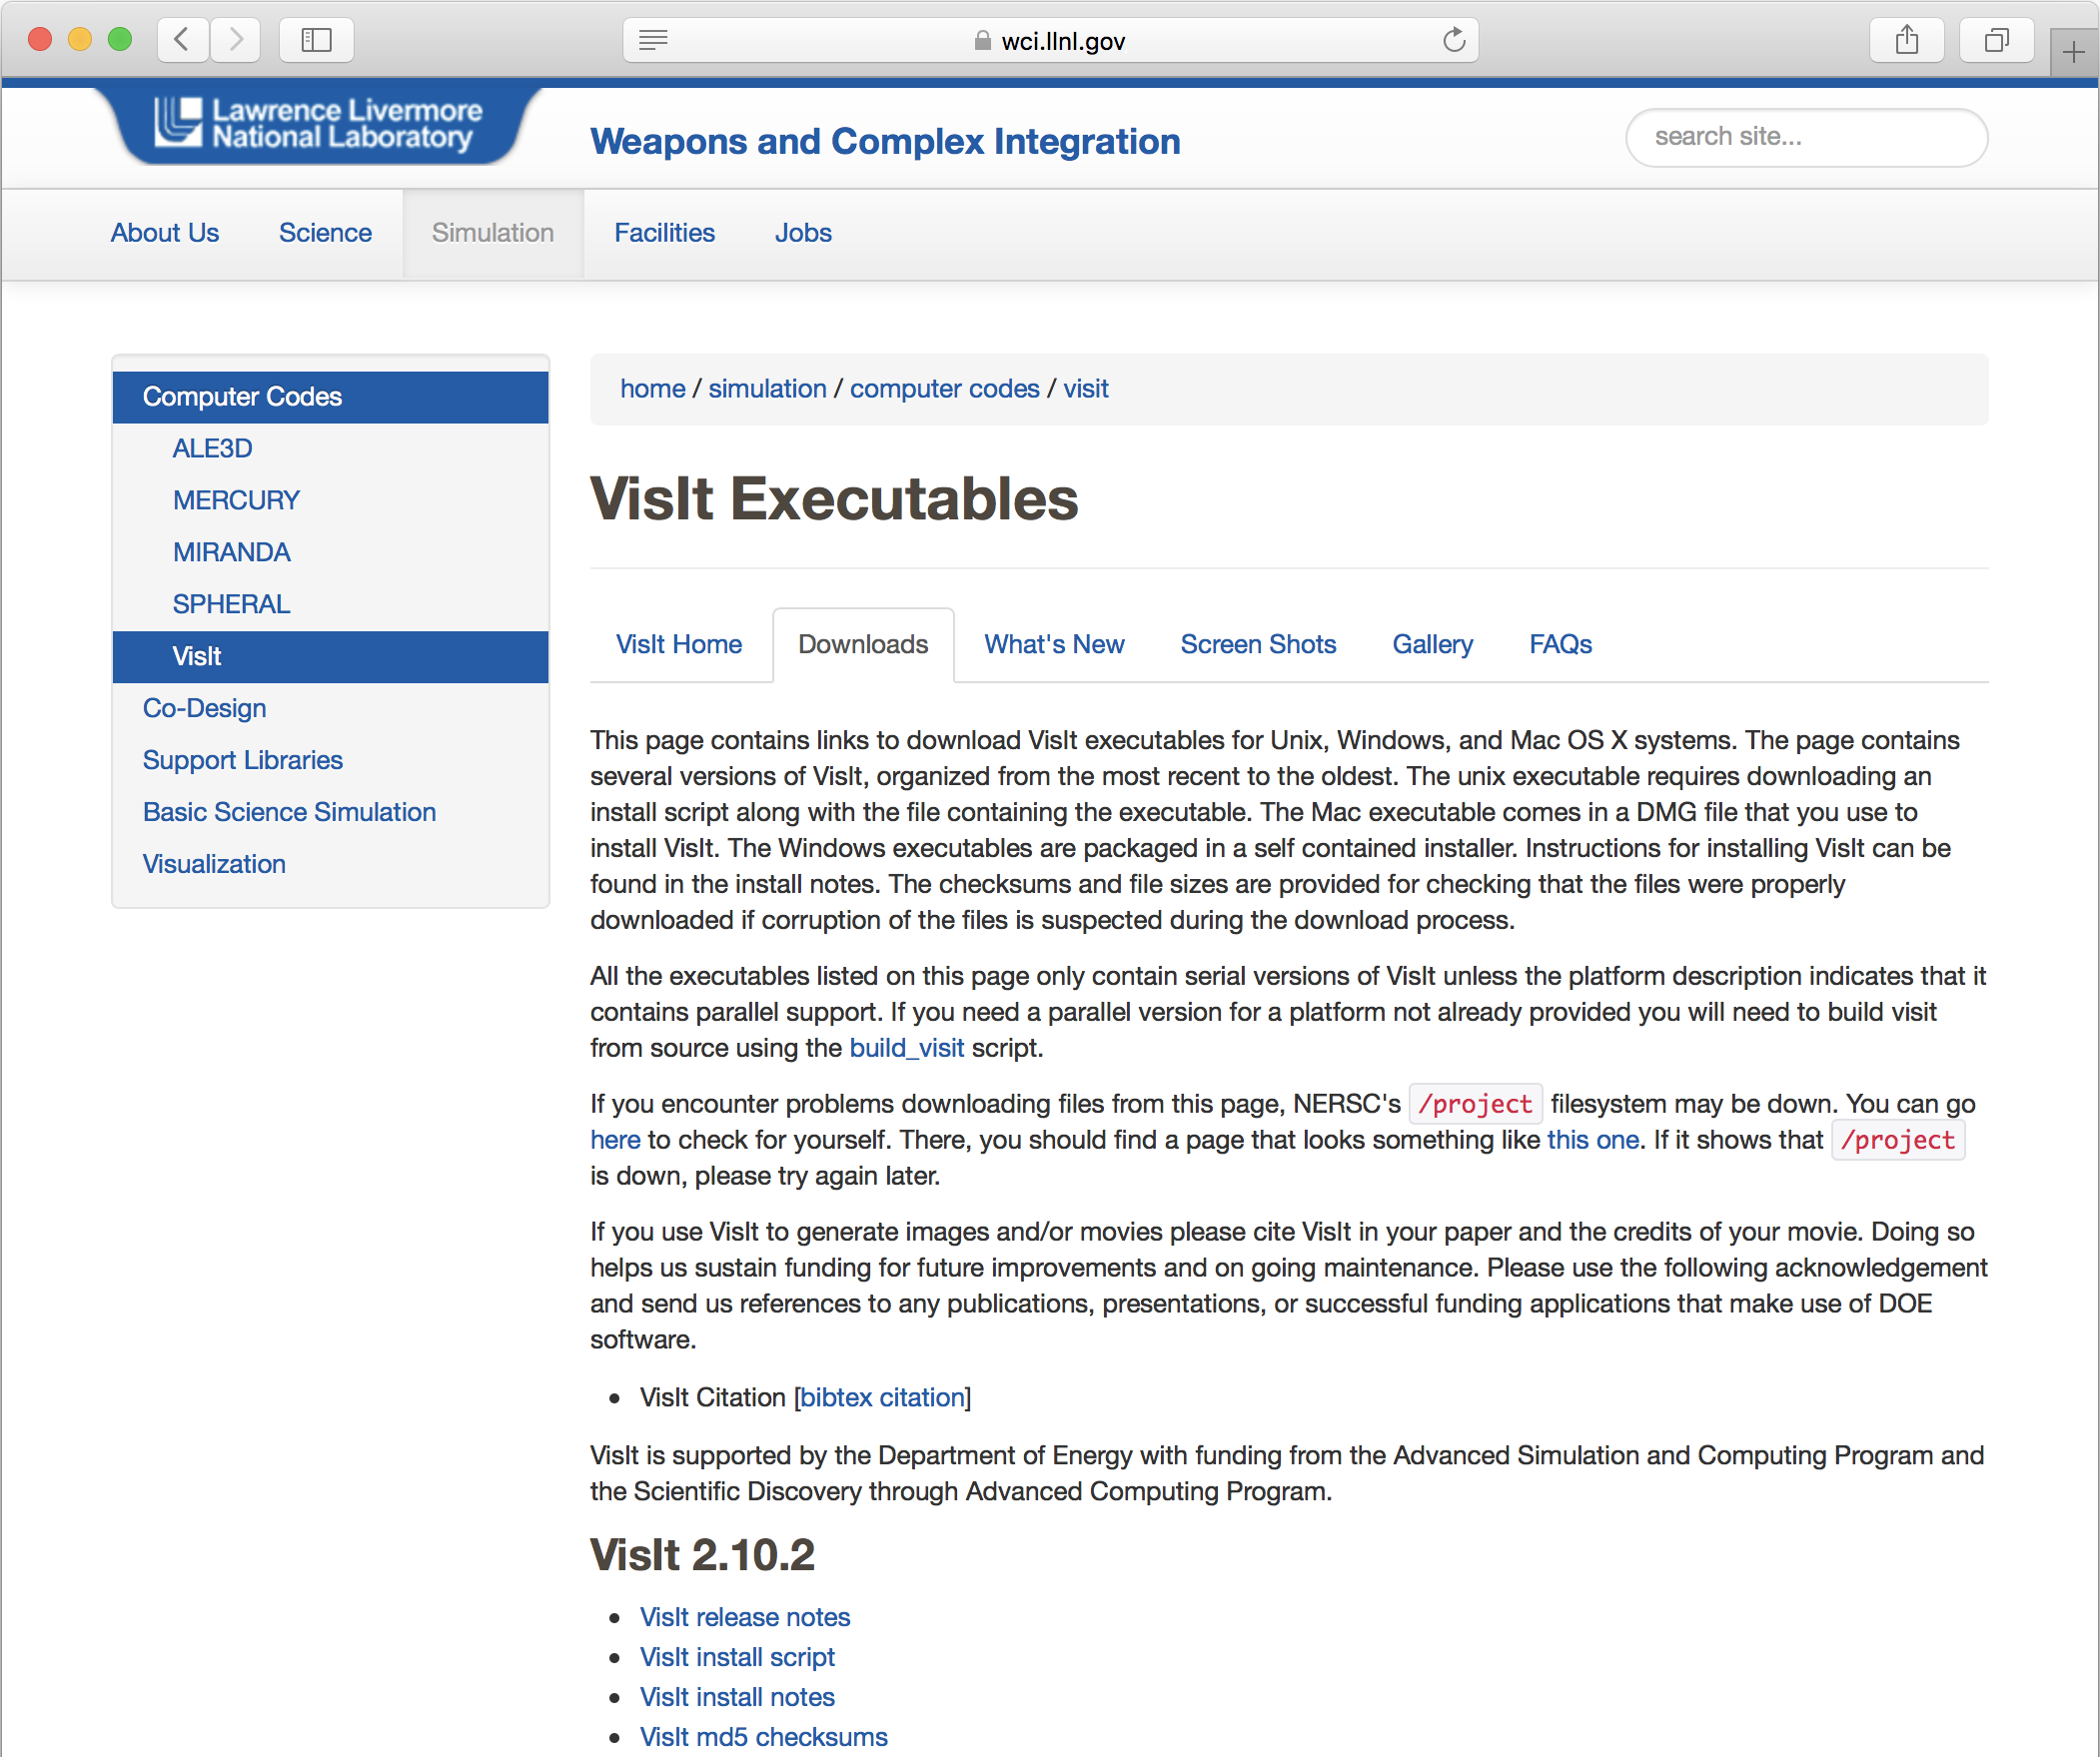 wci.llnl.gov
Lawrence Livermore
National Laboratory
Weapons and Complex Integration
search site...
About Us
Science
Simulation
Facilities
Jobs
Computer Codes
ALE3D
MERCURY
MIRANDA
SPHERAL
VisIt
Co-Design
Support Libraries
Basic Science Simulation
Visualization
home / simulation / computer codes / visit
VisIt Executables
VisIt Home
Downloads
What's New
Screen Shots
Gallery
FAQs
This page contains links to download VisIt executables for Unix, Windows, and Mac OS X systems. The page contains
several versions of VisIt, organized from the most recent to the oldest. The unix executable requires downloading an
install script along with the file containing the executable. The Mac executable comes in a DMG file that you use to
install VisIt. The Windows executables are packaged in a self contained installer. Instructions for installing VisIt can be
found in the install notes. The checksums and file sizes are provided for checking that the files were properly
downloaded if corruption of the files is suspected during the download process.
All the executables listed on this page only contain serial versions of VisIt unless the platform description indicates that it
contains parallel support. If you need a parallel version for a platform not already provided you will need to build visit
from source using the build_visit script.
If you encounter problems downloading files from this page, NERSC's /project filesystem may be down. You can go
here to check for yourself. There, you should find a page that looks something like this one. If it shows that /project
is down, please try again later.
If you use VisIt to generate images and/or movies please cite VisIt in your paper and the credits of your movie. Doing so
helps us sustain funding for future improvements and on going maintenance. Please use the following acknowledgement
and send us references to any publications, presentations, or successful funding applications that make use of DOE
software.
• VisIt Citation [bibtex citation]
VisIt is supported by the Department of Energy with funding from the Advanced Simulation and Computing Program and
the Scientific Discovery through Advanced Computing Program.
VisIt 2.10.2
• VisIt release notes
• VisIt install script
• VisIt install notes
• VisIt md5 checksums